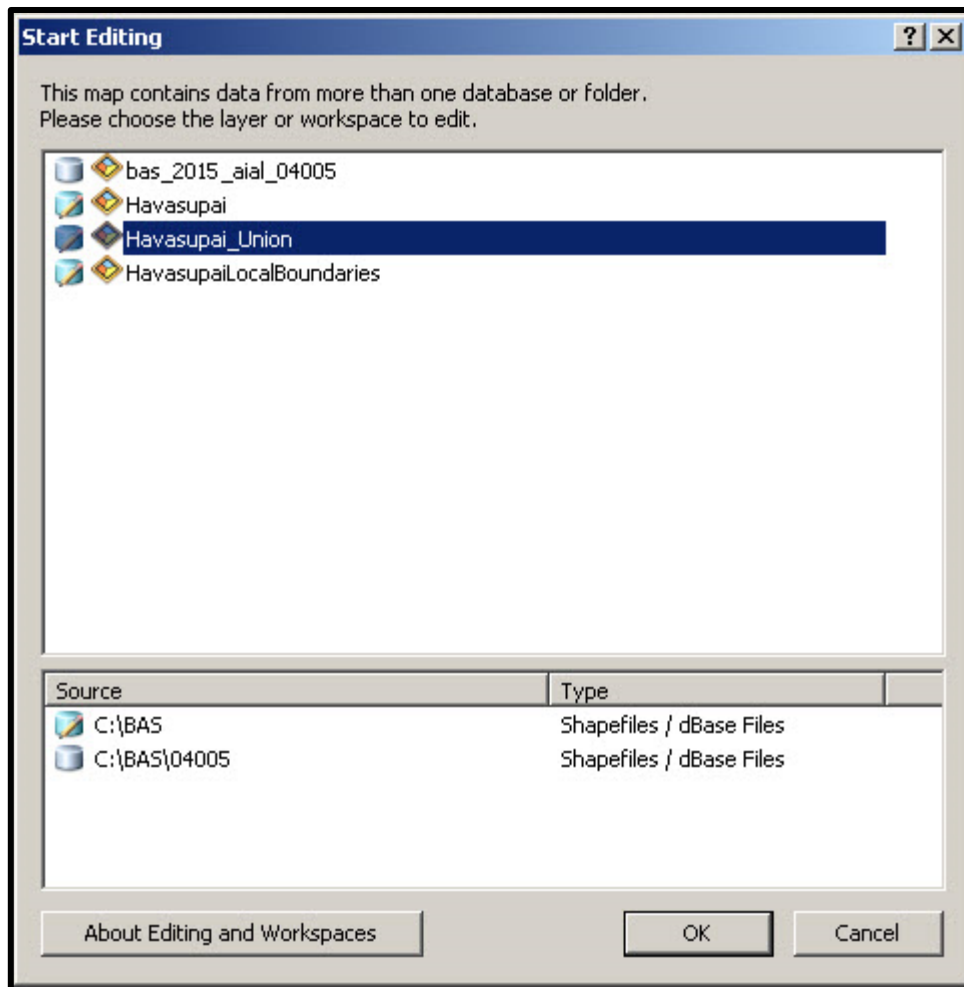 Start Editing
This map contains data from more than one database or folder.
Please choose the layer or workspace to edit.
bas_2015_aial_04005
Havasupai
Havasupai_Union
HavasupaiLocalBoundaries
Source Type
C:\BAS Shapefiles / dBase Files
C:\BAS\04005 Shapefiles / dBase Files
About Editing and Workspaces OK Cancel